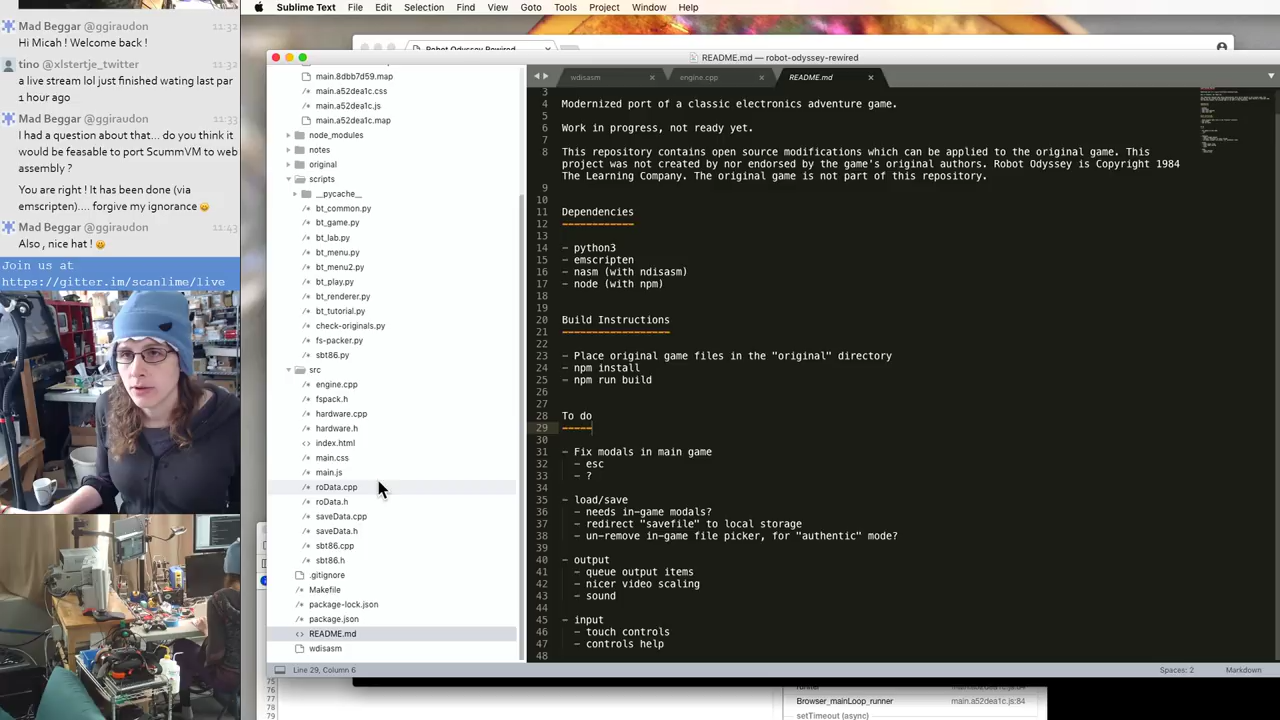 Sublime Text File Edit Selection Find View Goto Tools Project Window Help
Mad Beggar @ggiraudon 11:32
Hi Micah ! Welcome back !
tino @xlstertje_twitter 11:32
a live stream lol just finished wating last par
1 hour ago
Mad Beggar @ggiraudon 11:33
I had a question about that... do you think it
would be feasable to port ScummVM to web
assembly ?
You are right ! It has been done (via
emscripten).... forgive my ignorance
Mad Beggar @ggiraudon 11:43
Also , nice hat !
Join us at
https://gitter.im/scanlime/live
Robot Odyssey Rewired
README.md — robot-odyssey-rewired
main.8dbb7d59.map
main.a52dea1c.css
main.a52dea1c.js
main.a52dea1c.map
node_modules
notes
original
scripts
__pycache__
bt_common.py
bt_game.py
bt_lab.py
bt_menu.py
bt_menu2.py
bt_play.py
bt_renderer.py
bt_tutorial.py
check-originals.py
fs-packer.py
sbt86.py
src
engine.cpp
fspack.h
hardware.cpp
hardware.h
index.html
main.css
main.js
roData.cpp
roData.h
saveData.cpp
saveData.h
sbt86.cpp
sbt86.h
.gitignore
Makefile
package-lock.json
package.json
README.md
wdisasm
wdisasm engine.cpp README.md
3
4 Modernized port of a classic electronics adventure game.
5
6 Work in progress, not ready yet.
7
8 This repository contains open source modifications which can be applied to the original game. This
project was not created by nor endorsed by the game's original authors. Robot Odyssey is Copyright 1984
The Learning Company. The original game is not part of this repository.
9
10
11 Dependencies
12 ============
13
14 - python3
15 - emscripten
16 - nasm (with ndisasm)
17 - node (with npm)
18
19
20 Build Instructions
21 ==================
22
23 - Place original game files in the "original" directory
24 - npm install
25 - npm run build
26
27
28 To do
29 =====
30
31 - Fix modals in main game
32 - esc
33 - ?
34
35 - load/save
36 - needs in-game modals?
37 - redirect "savefile" to local storage
38 - un-remove in-game file picker, for "authentic" mode?
39
40 - output
41 - queue output items
42 - nicer video scaling
43 - sound
44
45 - input
46 - touch controls
47 - controls help
48
Line 29, Column 6 Spaces: 2 Markdown
75
76
77
78
79
Browser_mainLoop_runner main.a52dea1c.js:84
setTimeout (async)